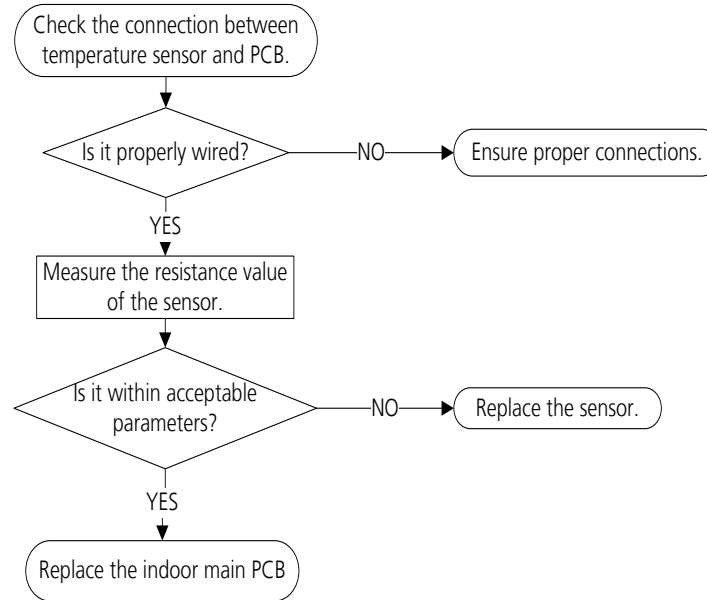 Check the connection between
temperature sensor and PCB.
Is it properly wired?
NO
Ensure proper connections.
YES
Measure the resistance value
of the sensor.
Is it within acceptable
parameters?
NO
Replace the sensor.
YES
Replace the indoor main PCB